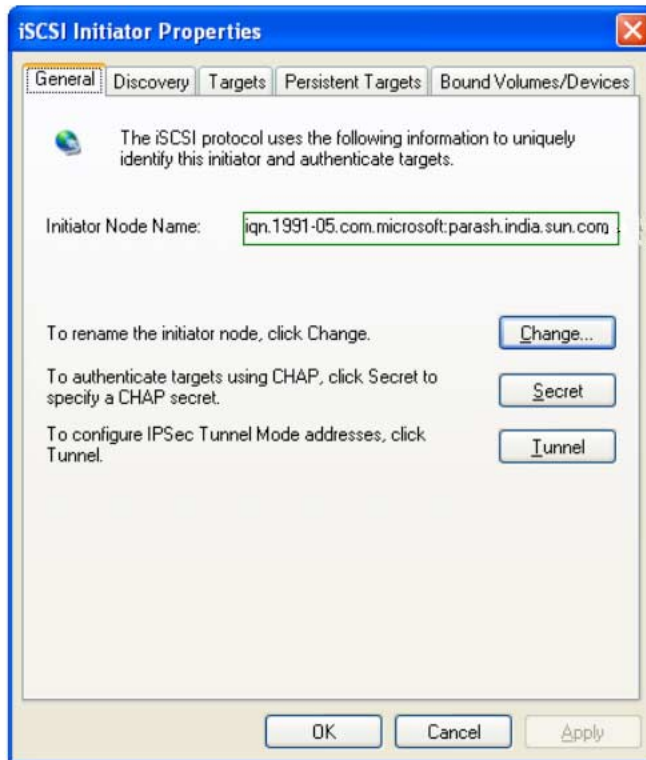 iSCSI Initiator Properties
General Discovery Targets Persistent Targets Bound Volumes/Devices
The iSCSI protocol uses the following information to uniquely
identify this initiator and authenticate targets.
Initiator Node Name: iqn.1991-05.com.microsoft:parash.india.sun.com
To rename the initiator node, click Change.
Change...
To authenticate targets using CHAP, click Secret to
specify a CHAP secret.
Secret
To configure IPSec Tunnel Mode addresses, click
Tunnel.
Tunnel
OK Cancel Apply